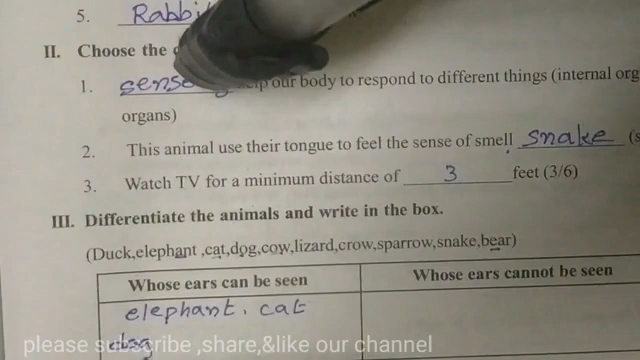 5. Rabbi
II. Choose the
1. sense our body to respond to different things (internal org
organs)
2. This animal use their tongue to feel the sense of smell snake (s
3. Watch TV for a minimum distance of 3 feet (3/6)
III. Differentiate the animals and write in the box.
(Duck,elephant ,cat,dog,cow,lizard,crow,sparrow,snake,bear)
Whose ears can be seen Whose ears cannot be seen
elephant, cat
dog
please subscribe ,share,&like our channel